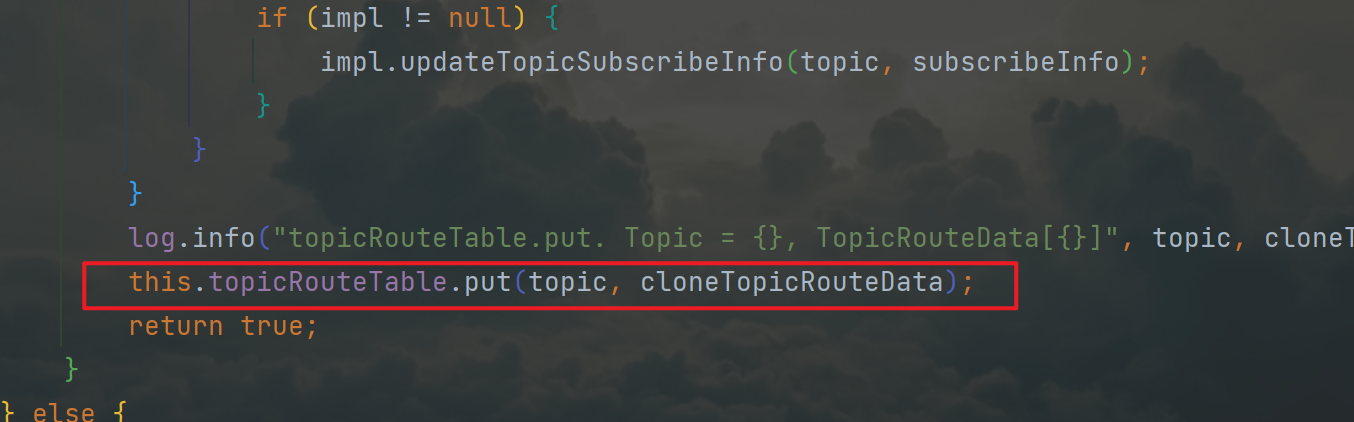 if (impl != null) {
impl.updateTopicSubscribeInfo(topic, subscribeInfo);
}
}
}
log.info("topicRouteTable.put. Topic = {}, TopicRouteData[{}]", topic, cloneT
this.topicRouteTable.put(topic, cloneTopicRouteData);
return true;
}
} else {